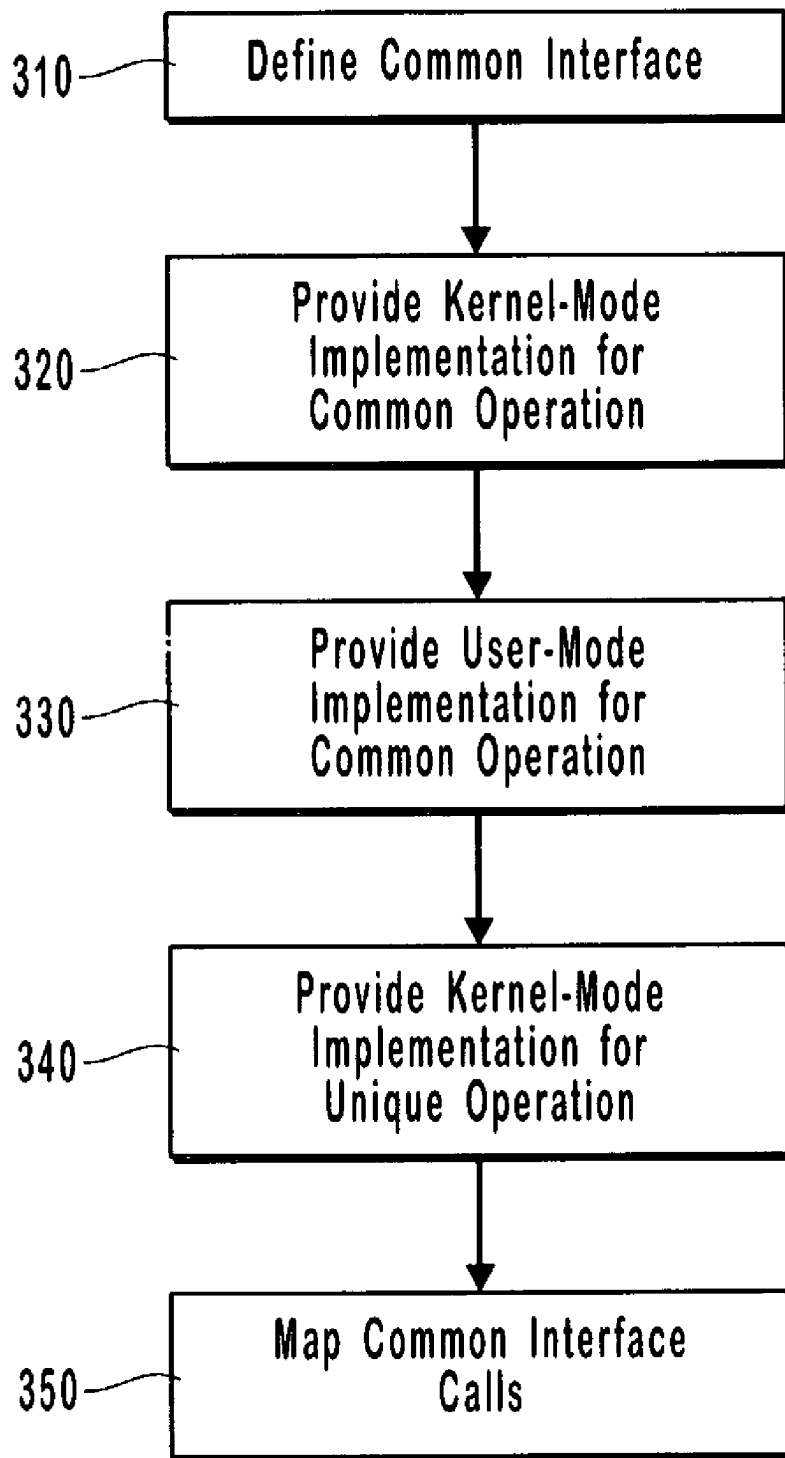 310
Define Common Interface
320
Provide Kernel-Mode
Implementation for
Common Operation
330
Provide User-Mode
Implementation for
Common Operation
340
Provide Kernel-Mode
Implementation for
Unique Operation
350
Map Common Interface
Calls